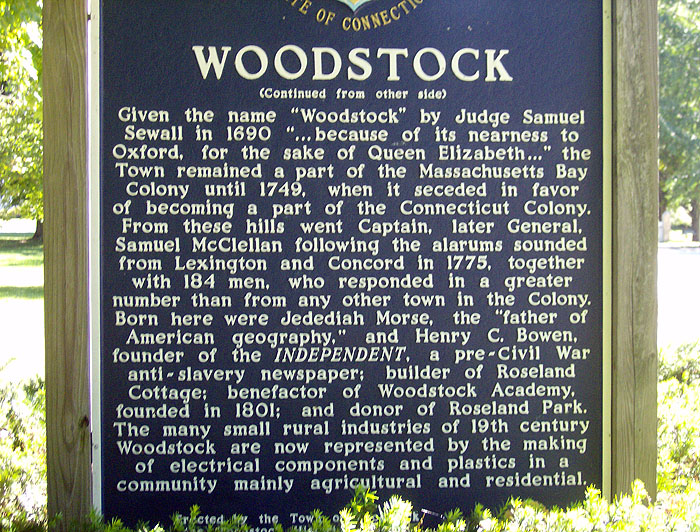 TE OF CONNECTIC
WOODSTOCK
(Continued from other side)
Given the name "Woodstock" by Judge Samuel
Sewall in 1690 "...because of its nearness to
Oxford, for the sake of Queen Elizabeth..." the
Town remained a part of the Massachusetts Bay
Colony until 1749, when it seceded in favor
of becoming a part of the Connecticut Colony.
From these hills went Captain, later General,
Samuel McClellan following the alarums sounded
from Lexington and Concord in 1775, together
with 184 men, who responded in a greater
number than from any other town in the Colony.
Born here were Jedediah Morse, the "father of
American geography," and Henry C. Bowen,
founder of the INDEPENDENT, a pre-Civil War
anti-slavery newspaper; builder of Roseland
Cottage; benefactor of Woodstock Academy,
founded in 1801; and donor of Roseland Park.
The many small rural industries of 19th century
Woodstock are now represented by the making
of electrical components and plastics in a
community mainly agricultural and residential.
Erected by the Town of